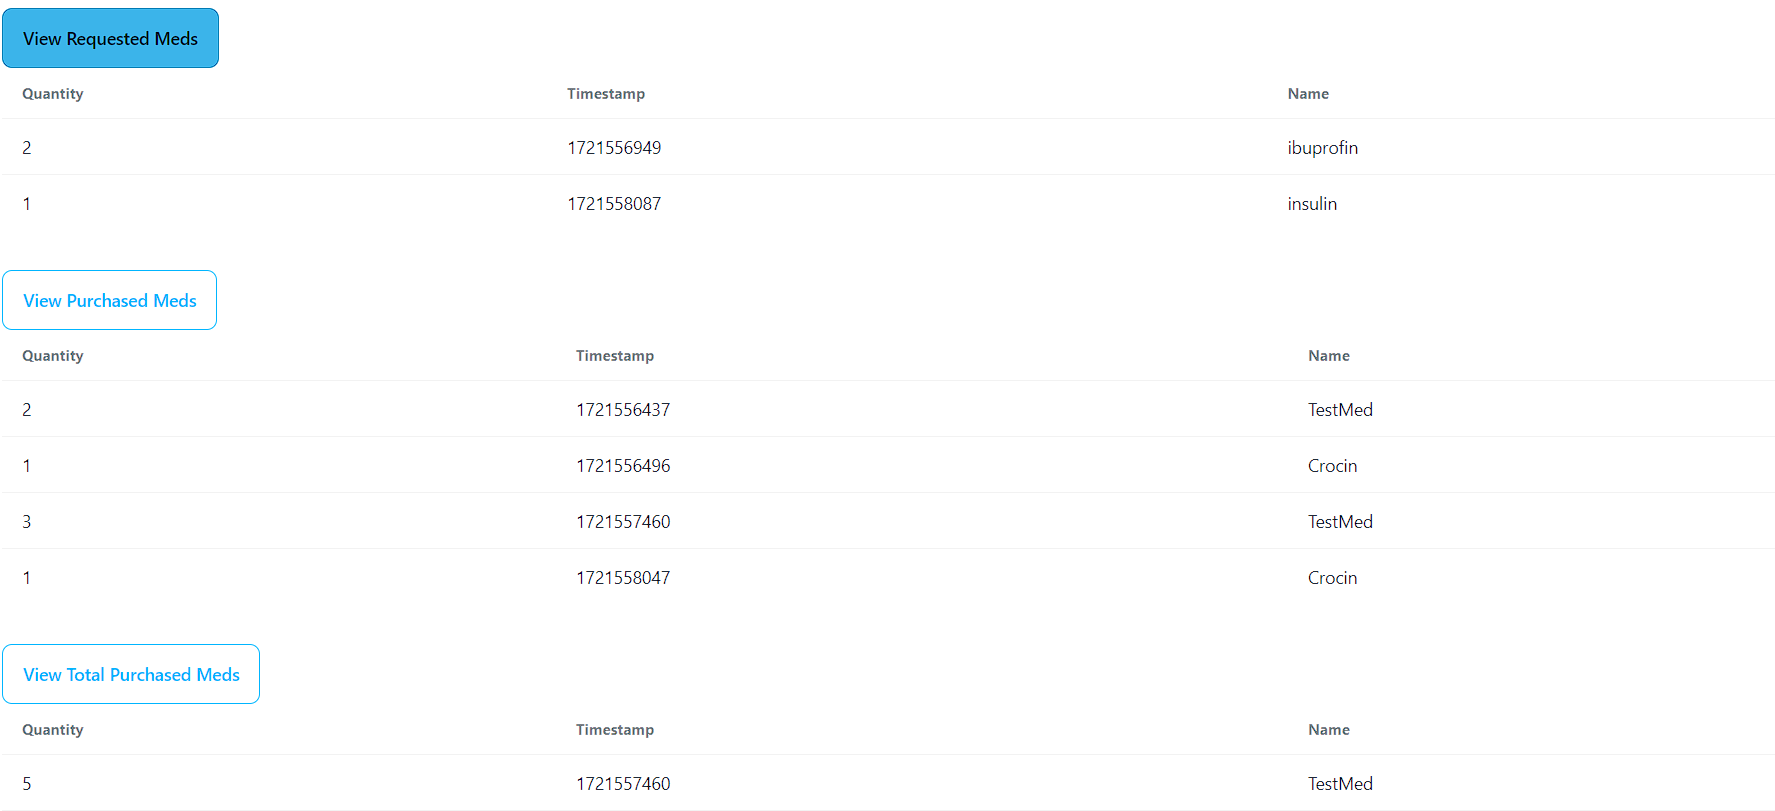 View Requested Meds
Quantity Timestamp Name
2 1721556949 ibuprofin
1 1721558087 insulin
View Purchased Meds
Quantity Timestamp Name
2 1721556437 TestMed
1 1721556496 Crocin
3 1721557460 TestMed
1 1721558047 Crocin
View Total Purchased Meds
Quantity Timestamp Name
5 1721557460 TestMed